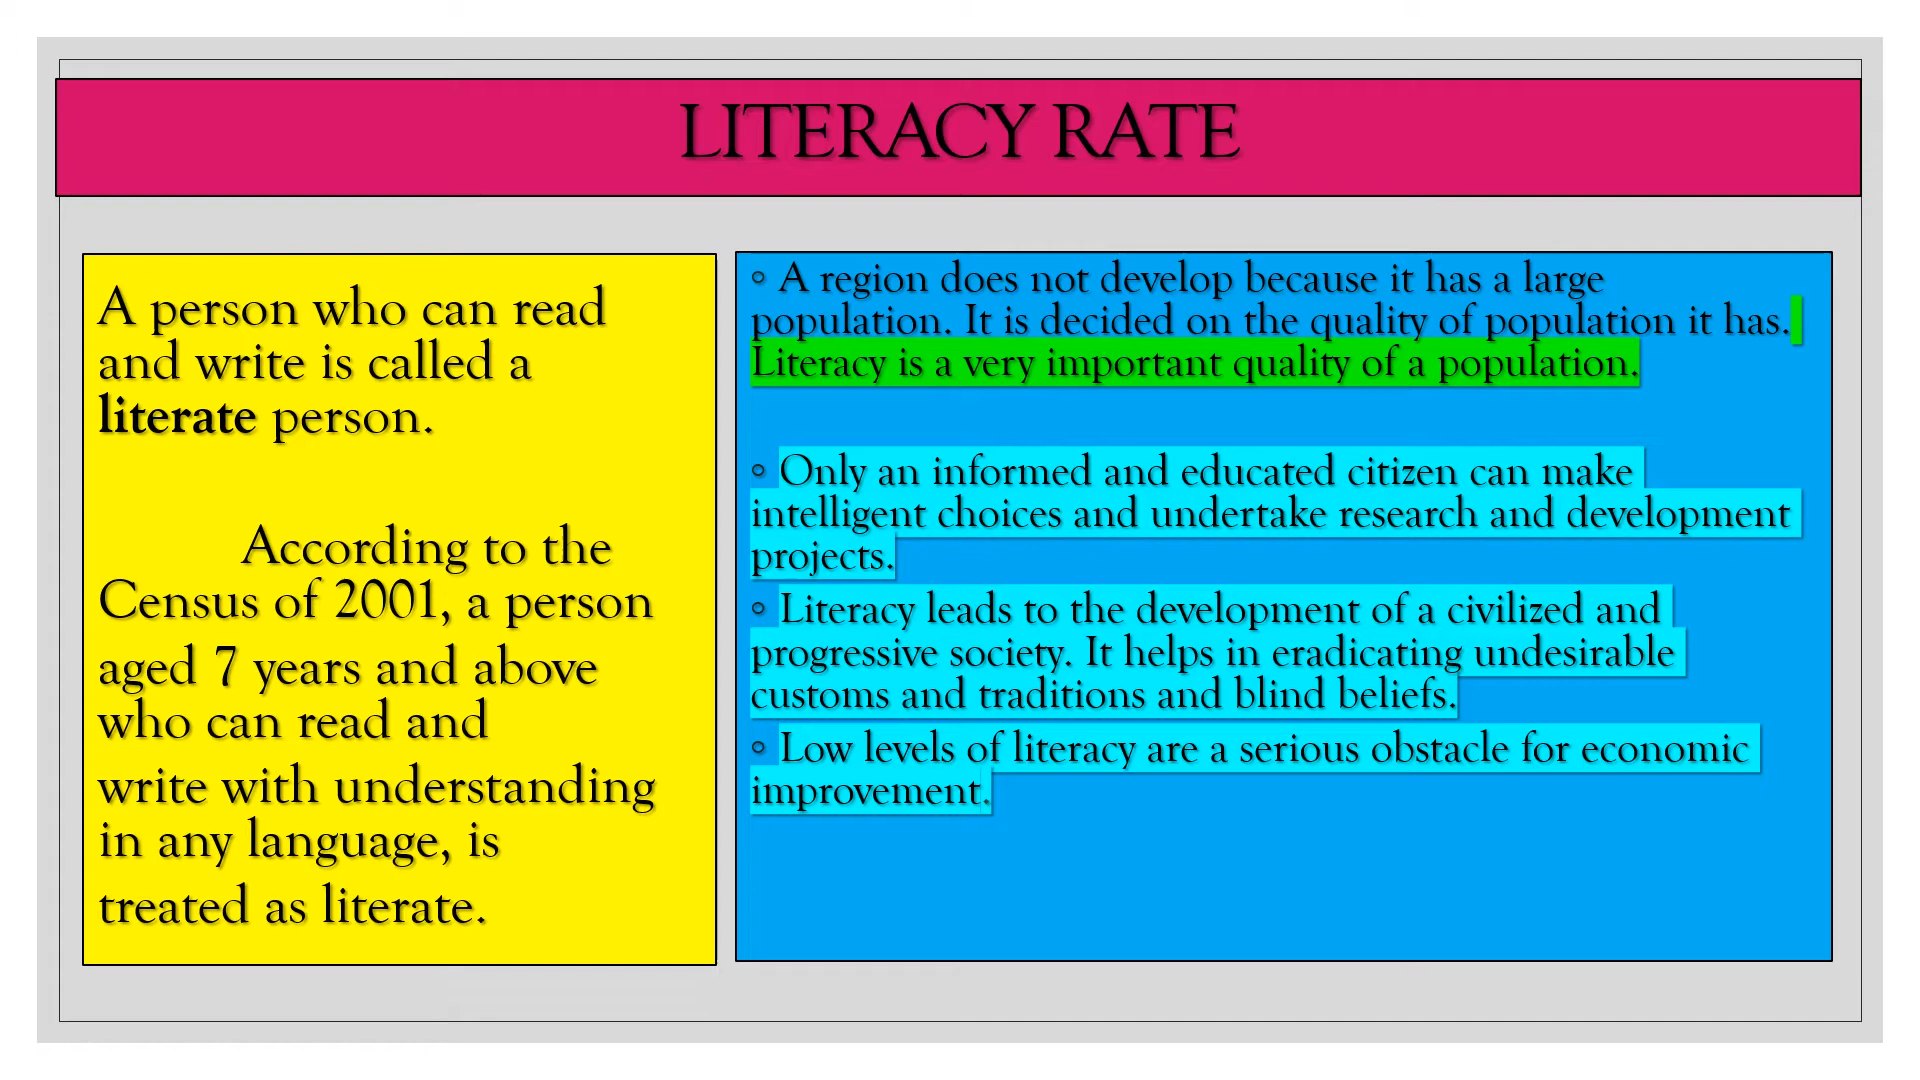 LITERACY RATE
A person who can read
and write is called a
literate person.
According to the
Census of 2001, a person
aged 7 years and above
who can read and
write with understanding
in any language, is
treated as literate.
◦ A region does not develop because it has a large
population. It is decided on the quality of population it has.
Literacy is a very important quality of a population.
◦ Only an informed and educated citizen can make
intelligent choices and undertake research and development
projects.
◦ Literacy leads to the development of a civilized and
progressive society. It helps in eradicating undesirable
customs and traditions and blind beliefs.
◦ Low levels of literacy are a serious obstacle for economic
improvement.